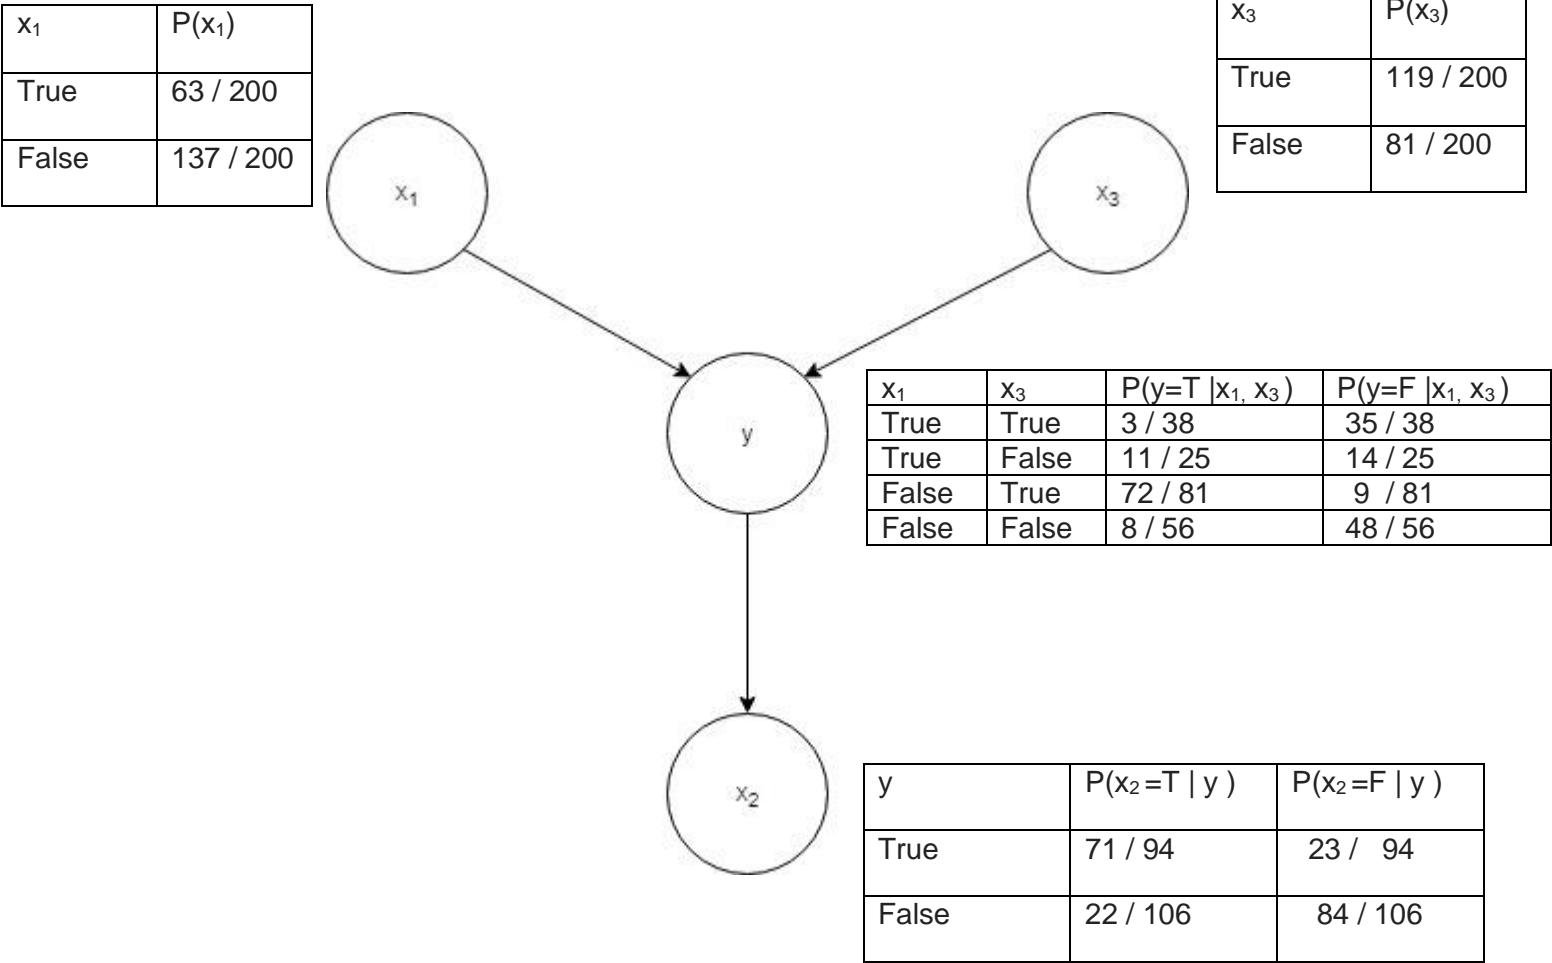 x₁ P(x₁)
True 63 / 200
False 137 / 200
x₃ P(x₃)
True 119 / 200
False 81 / 200
x₁
x₃
y
x₁ x₃ P(y=T |x₁, x₃ ) P(y=F |x₁, x₃ )
True True 3 / 38 35 / 38
True False 11 / 25 14 / 25
False True 72 / 81 9 / 81
False False 8 / 56 48 / 56
x₂
y P(x₂ =T | y ) P(x₂ =F | y )
True 71 / 94 23 / 94
False 22 / 106 84 / 106